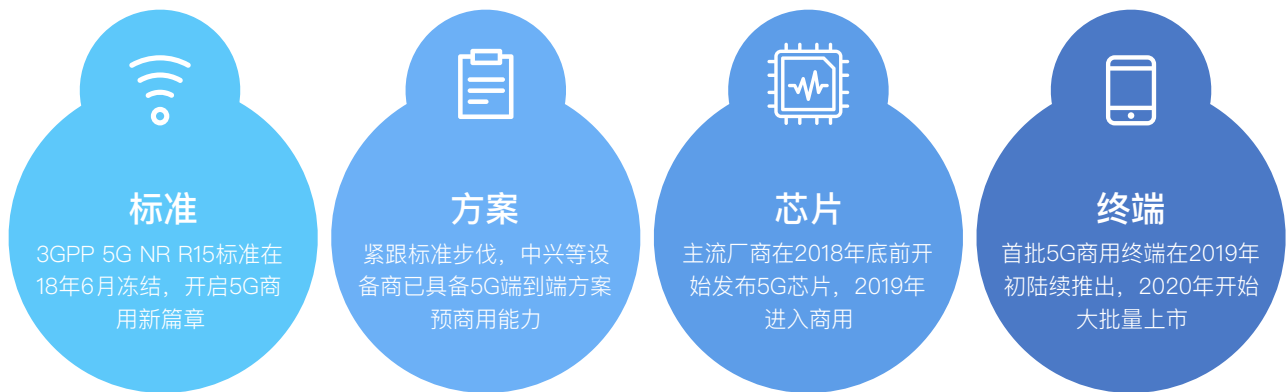 标准
3GPP 5G NR R15标准在
18年6月冻结，开启5G商
用新篇章
方案
紧跟标准步伐，中兴等设
备商已具备5G端到端方案
预商用能力
芯片
主流厂商在2018年底前开
始发布5G芯片，2019年
进入商用
终端
首批5G商用终端在2019年
初陆续推出，2020年开始
大批量上市